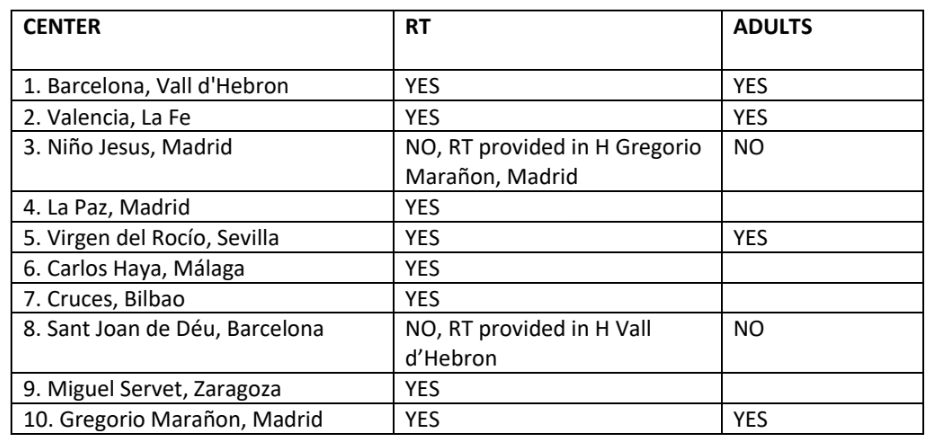 CENTER RT ADULTS
1. Barcelona, Vall d'Hebron YES YES
2. Valencia, La Fe YES YES
3. Niño Jesus, Madrid NO, RT provided in H Gregorio NO
Marañon, Madrid
4. La Paz, Madrid YES
5. Virgen del Rocío, Sevilla YES YES
6. Carlos Haya, Málaga YES
7. Cruces, Bilbao YES
8. Sant Joan de Déu, Barcelona NO, RT provided in H Vall NO
d’Hebron
9. Miguel Servet, Zaragoza YES
10. Gregorio Marañon, Madrid YES YES